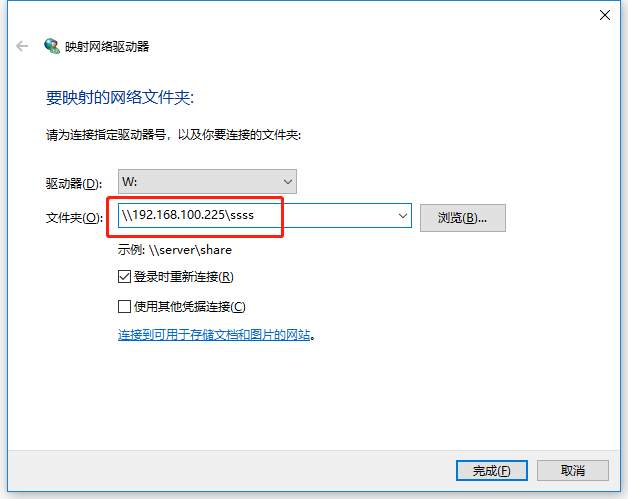 映射网络驱动器
要映射的网络文件夹:
请为连接指定驱动器号，以及你要连接的文件夹:
驱动器(D): W:
文件夹(O): \\192.168.100.225\ssss 浏览(B)...
示例: \\server\share
登录时重新连接(R)
使用其他凭据连接(C)
连接到可用于存储文档和图片的网站。
完成(F) 取消